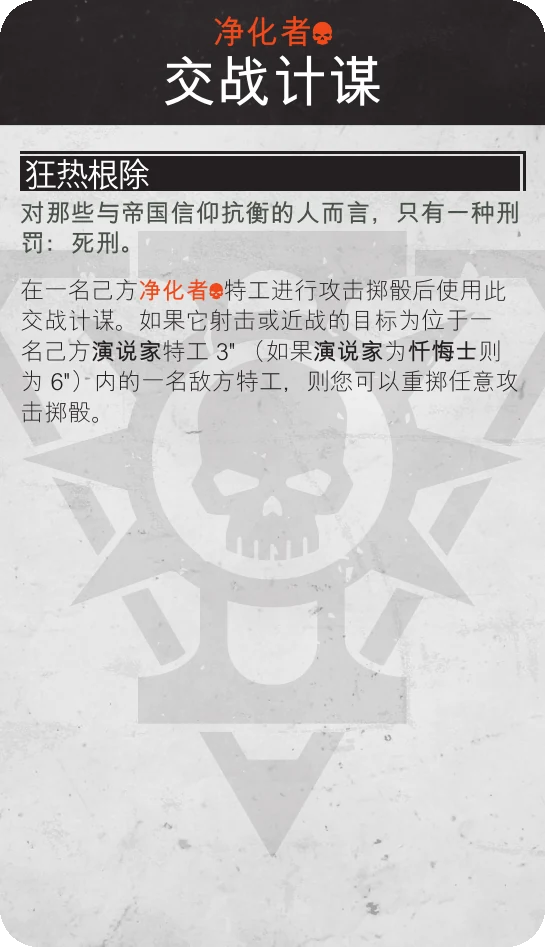 净化者
交战计谋
狂热根除
对那些与帝国信仰抗衡的人而言，只有一种刑
罚：死刑。
在一名己方净化者特工进行攻击掷骰后使用此
交战计谋。如果它射击或近战的目标为位于一
名己方演说家特工 3"（如果演说家为忏悔士则
为 6"）内的一名敌方特工，则您可以重掷任意攻
击掷骰。